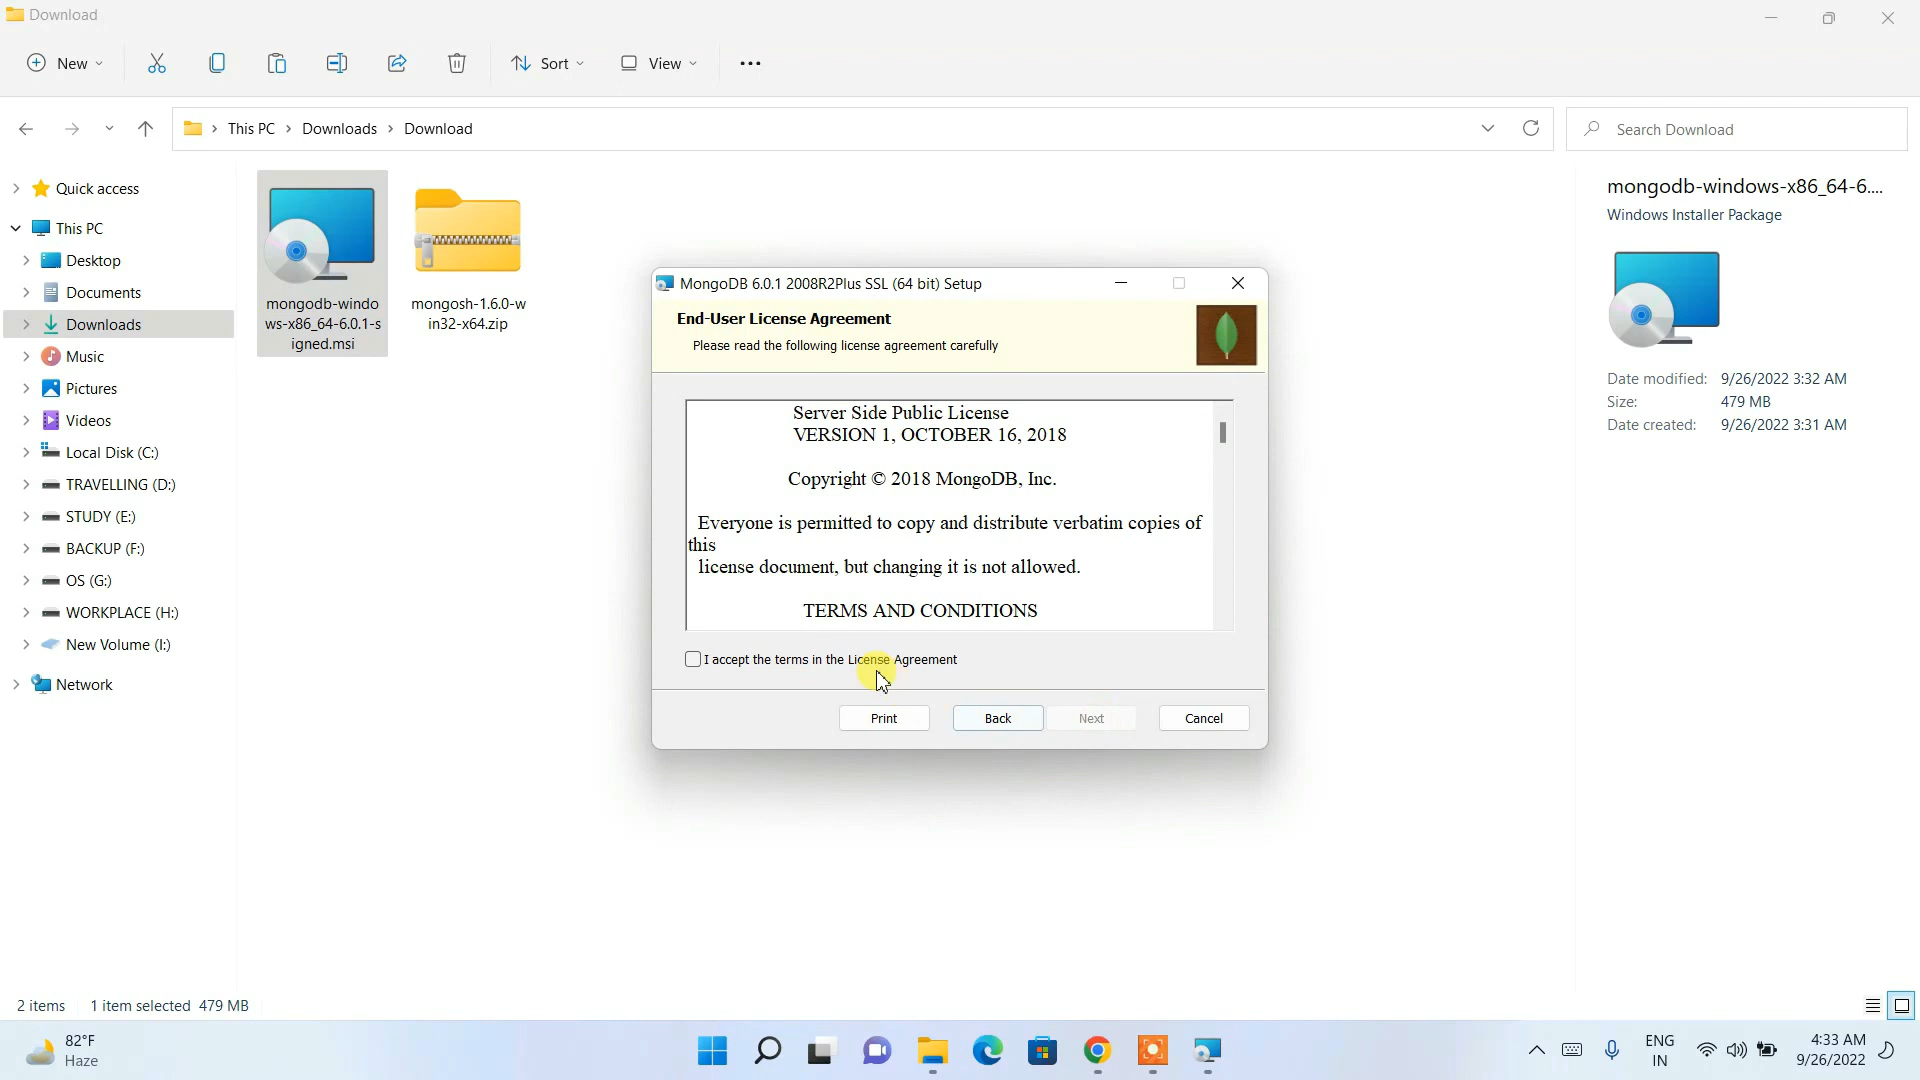 Download
New
Sort
View
This PC
Downloads
Download
Search Download
Quick access
This PC
Desktop
Documents
Downloads
Music
Pictures
Videos
Local Disk (C:)
TRAVELLING (D:)
STUDY (E:)
BACKUP (F:)
OS (G:)
WORKPLACE (H:)
New Volume (I:)
Network
mongodb-windo
ws-x86_64-6.0.1-s
igned.msi
mongosh-1.6.0-w
in32-x64.zip
MongoDB 6.0.1 2008R2Plus SSL (64 bit) Setup
End-User License Agreement
Please read the following license agreement carefully
Server Side Public License
VERSION 1, OCTOBER 16, 2018
Copyright © 2018 MongoDB, Inc.
Everyone is permitted to copy and distribute verbatim copies of
this
license document, but changing it is not allowed.
TERMS AND CONDITIONS
I accept the terms in the License Agreement
Print
Back
Next
Cancel
mongodb-windows-x86_64-6....
Windows Installer Package
Date modified: 9/26/2022 3:32 AM
Size: 479 MB
Date created: 9/26/2022 3:31 AM
2 items 1 item selected 479 MB
82°F
Haze
ENG
IN
4:33 AM
9/26/2022